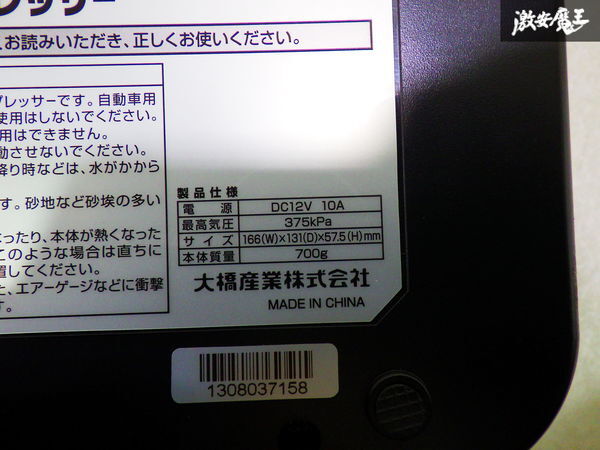 激安魔王
レッサー
、お読みいただき、正しくお使いください。
プレッサーです。自動車用
使用はしないでください。
用はできません。
動させないでください。
降り時などは、水がかから
す。砂地など砂埃の多い
なったり、本体が熱くなった
このような場合は直ちに
置してください。
た、エアーゲージなどに衝撃
す。
製品仕様
電源 DC12V 10A
最高気圧 375kPa
サイズ 166(W)×131(D)×57.5(H)mm
本体質量 700g
大橋産業株式会社
MADE IN CHINA
1308037158